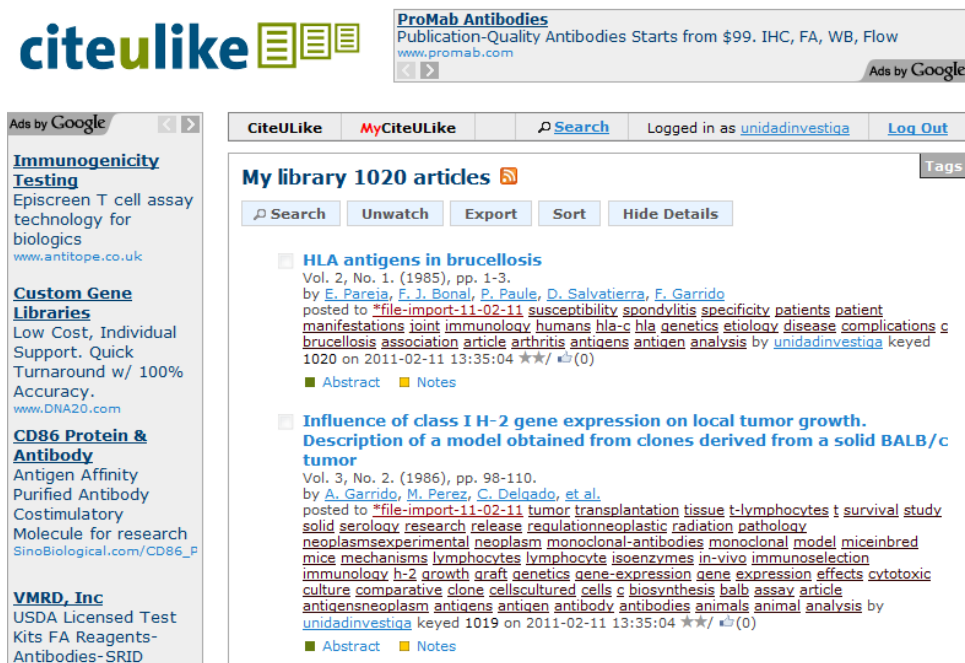 citeulike
ProMab Antibodies
Publication-Quality Antibodies Starts from $99. IHC, FA, WB, Flow
www.promab.com
Ads by Google
Ads by Google
Immunogenicity
Testing
Episcreen T cell assay
technology for
biologics
www.antitope.co.uk
Custom Gene
Libraries
Low Cost, Individual
Support. Quick
Turnaround w/ 100%
Accuracy.
www.DNA20.com
CD86 Protein &
Antibody
Antigen Affinity
Purified Antibody
Costimulatory
Molecule for research
SinoBiological.com/CD86_P
VMRD, Inc
USDA Licensed Test
Kits FA Reagents-
Antibodies-SRID
CiteULike MyCiteULike Search Logged in as unidadinvestiga Log Out
Tags
My library 1020 articles
Search Unwatch Export Sort Hide Details
HLA antigens in brucellosis
Vol. 2, No. 1. (1985), pp. 1-3.
by E. Pareja, F. J. Bonal, P. Paule, D. Salvatierra, F. Garrido
posted to *file-import-11-02-11 susceptibility spondylitis specificity patients patient
manifestations joint immunology humans hla-c hla genetics etiology disease complications c
brucellosis association article arthritis antigens antigen analysis by unidadinvestiga keyed
1020 on 2011-02-11 13:35:04 ★★/ (0)
Abstract Notes
Influence of class I H-2 gene expression on local tumor growth.
Description of a model obtained from clones derived from a solid BALB/c
tumor
Vol. 3, No. 2. (1986), pp. 98-110.
by A. Garrido, M. Perez, C. Delgado, et al.
posted to *file-import-11-02-11 tumor transplantation tissue t-lymphocytes t survival study
solid serology research release regulationneoplastic radiation pathology
neoplasmsexperimental neoplasm monoclonal-antibodies monoclonal model miceinbred
mice mechanisms lymphocytes lymphocyte isoenzymes in-vivo immunoselection
immunology h-2 growth graft genetics gene-expression gene expression effects cytotoxic
culture comparative clone cellscultured cells c biosynthesis balb assay article
antigensneoplasm antigens antigen antibody antibodies animals animal analysis by
unidadinvestiga keyed 1019 on 2011-02-11 13:35:04 ★★/ (0)
Abstract Notes